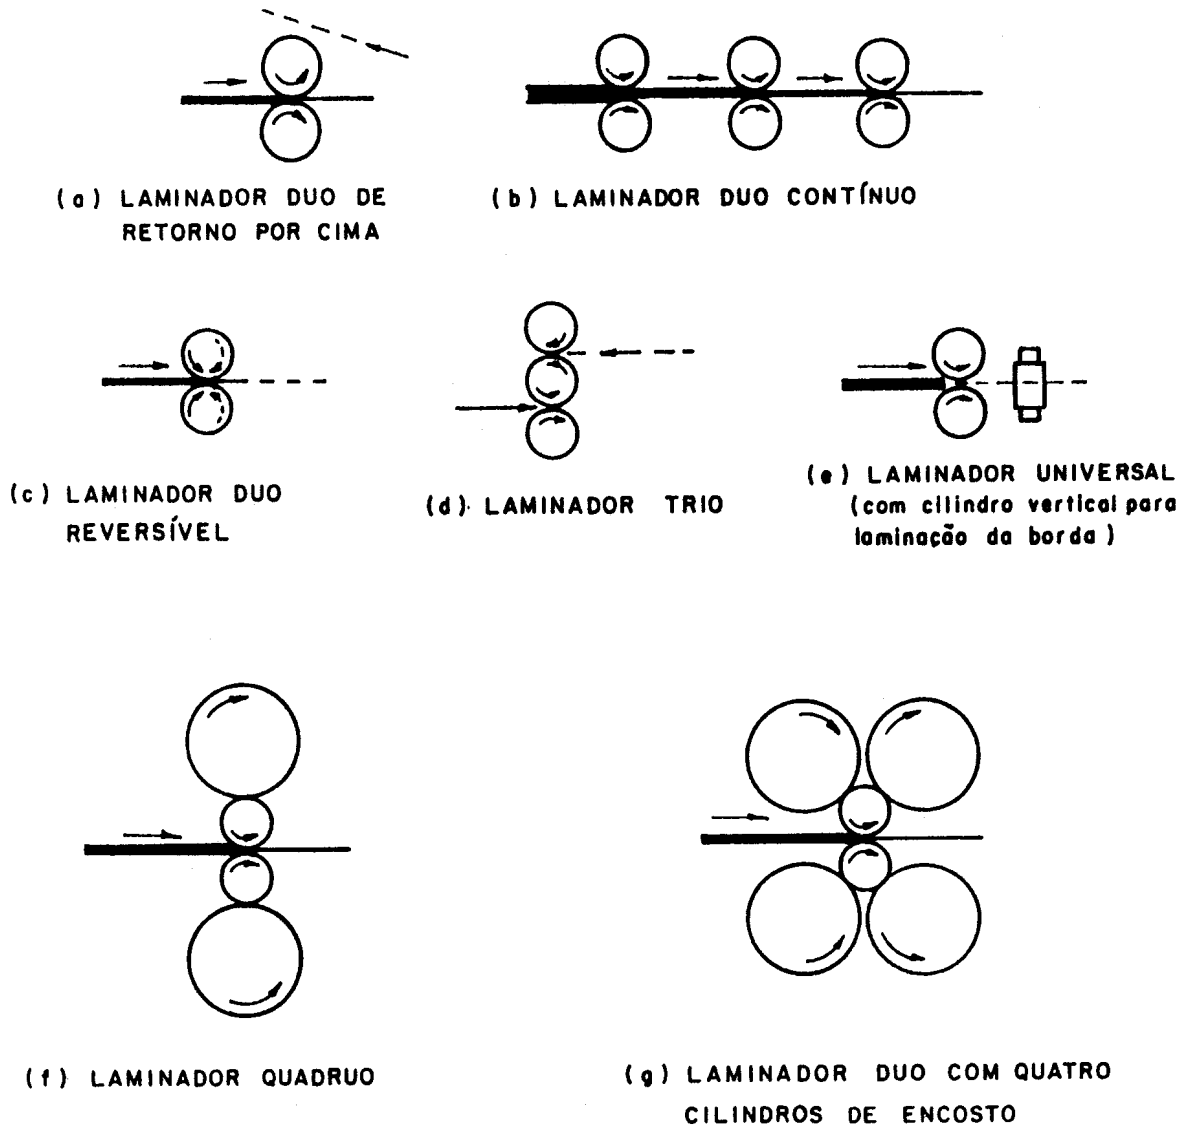 (a) LAMINADOR DUO DE
RETORNO POR CIMA
(b) LAMINADOR DUO CONTÍNUO
(c) LAMINADOR DUO
REVERSÍVEL
(d) LAMINADOR TRIO
(e) LAMINADOR UNIVERSAL
(com cilindro vertical para
laminação da borda)
(f) LAMINADOR QUADRUO
(g) LAMINADOR DUO COM QUATRO
CILINDROS DE ENCOSTO